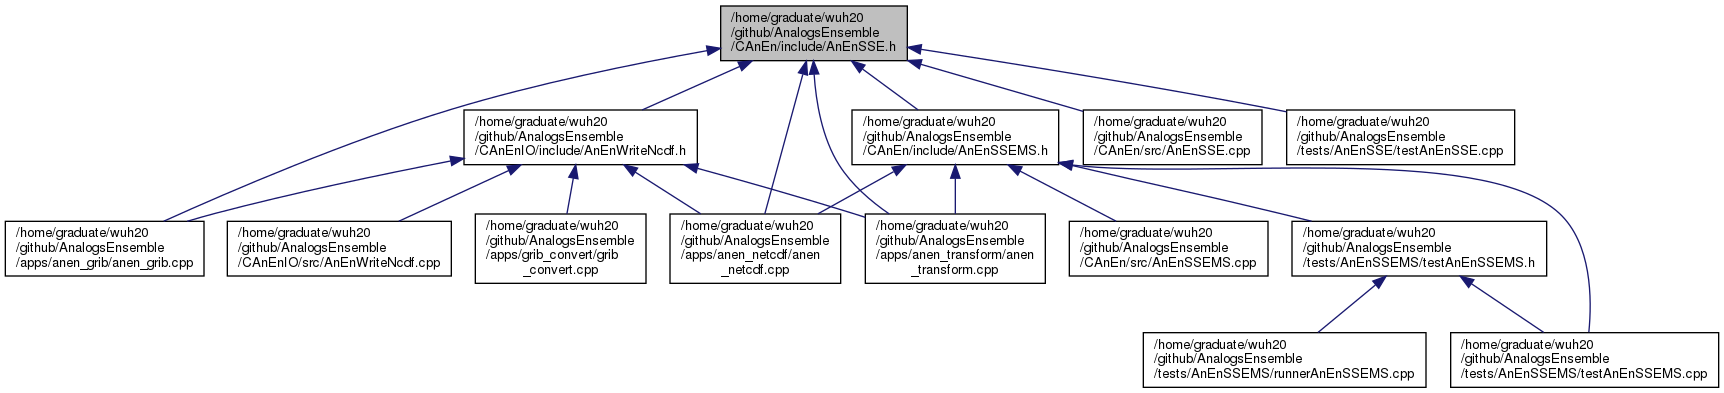 /home/graduate/wuh20
/github/AnalogsEnsemble
/CAnEn/include/AnEnSSE.h
/home/graduate/wuh20
/github/AnalogsEnsemble
/CAnEnIO/include/AnEnWriteNcdf.h
/home/graduate/wuh20
/github/AnalogsEnsemble
/CAnEn/include/AnEnSSEMS.h
/home/graduate/wuh20
/github/AnalogsEnsemble
/CAnEn/src/AnEnSSE.cpp
/home/graduate/wuh20
/github/AnalogsEnsemble
/tests/AnEnSSE/testAnEnSSE.cpp
/home/graduate/wuh20
/github/AnalogsEnsemble
/apps/anen_grib/anen_grib.cpp
/home/graduate/wuh20
/github/AnalogsEnsemble
/CAnEnIO/src/AnEnWriteNcdf.cpp
/home/graduate/wuh20
/github/AnalogsEnsemble
/apps/grib_convert/grib
_convert.cpp
/home/graduate/wuh20
/github/AnalogsEnsemble
/apps/anen_netcdf/anen
_netcdf.cpp
/home/graduate/wuh20
/github/AnalogsEnsemble
/apps/anen_transform/anen
_transform.cpp
/home/graduate/wuh20
/github/AnalogsEnsemble
/CAnEn/src/AnEnSSEMS.cpp
/home/graduate/wuh20
/github/AnalogsEnsemble
/tests/AnEnSSEMS/testAnEnSSEMS.h
/home/graduate/wuh20
/github/AnalogsEnsemble
/tests/AnEnSSEMS/runnerAnEnSSEMS.cpp
/home/graduate/wuh20
/github/AnalogsEnsemble
/tests/AnEnSSEMS/testAnEnSSEMS.cpp